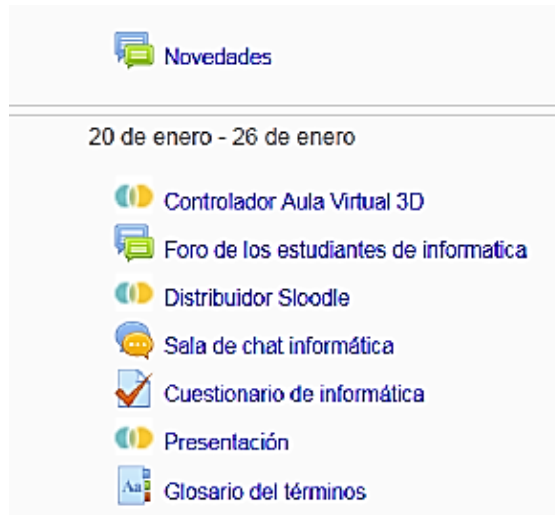 Novedades
20 de enero - 26 de enero
Controlador Aula Virtual 3D
Foro de los estudiantes de informatica
Distribuidor Sloodle
Sala de chat informática
Cuestionario de informática
Presentación
Aa
Glosario del términos